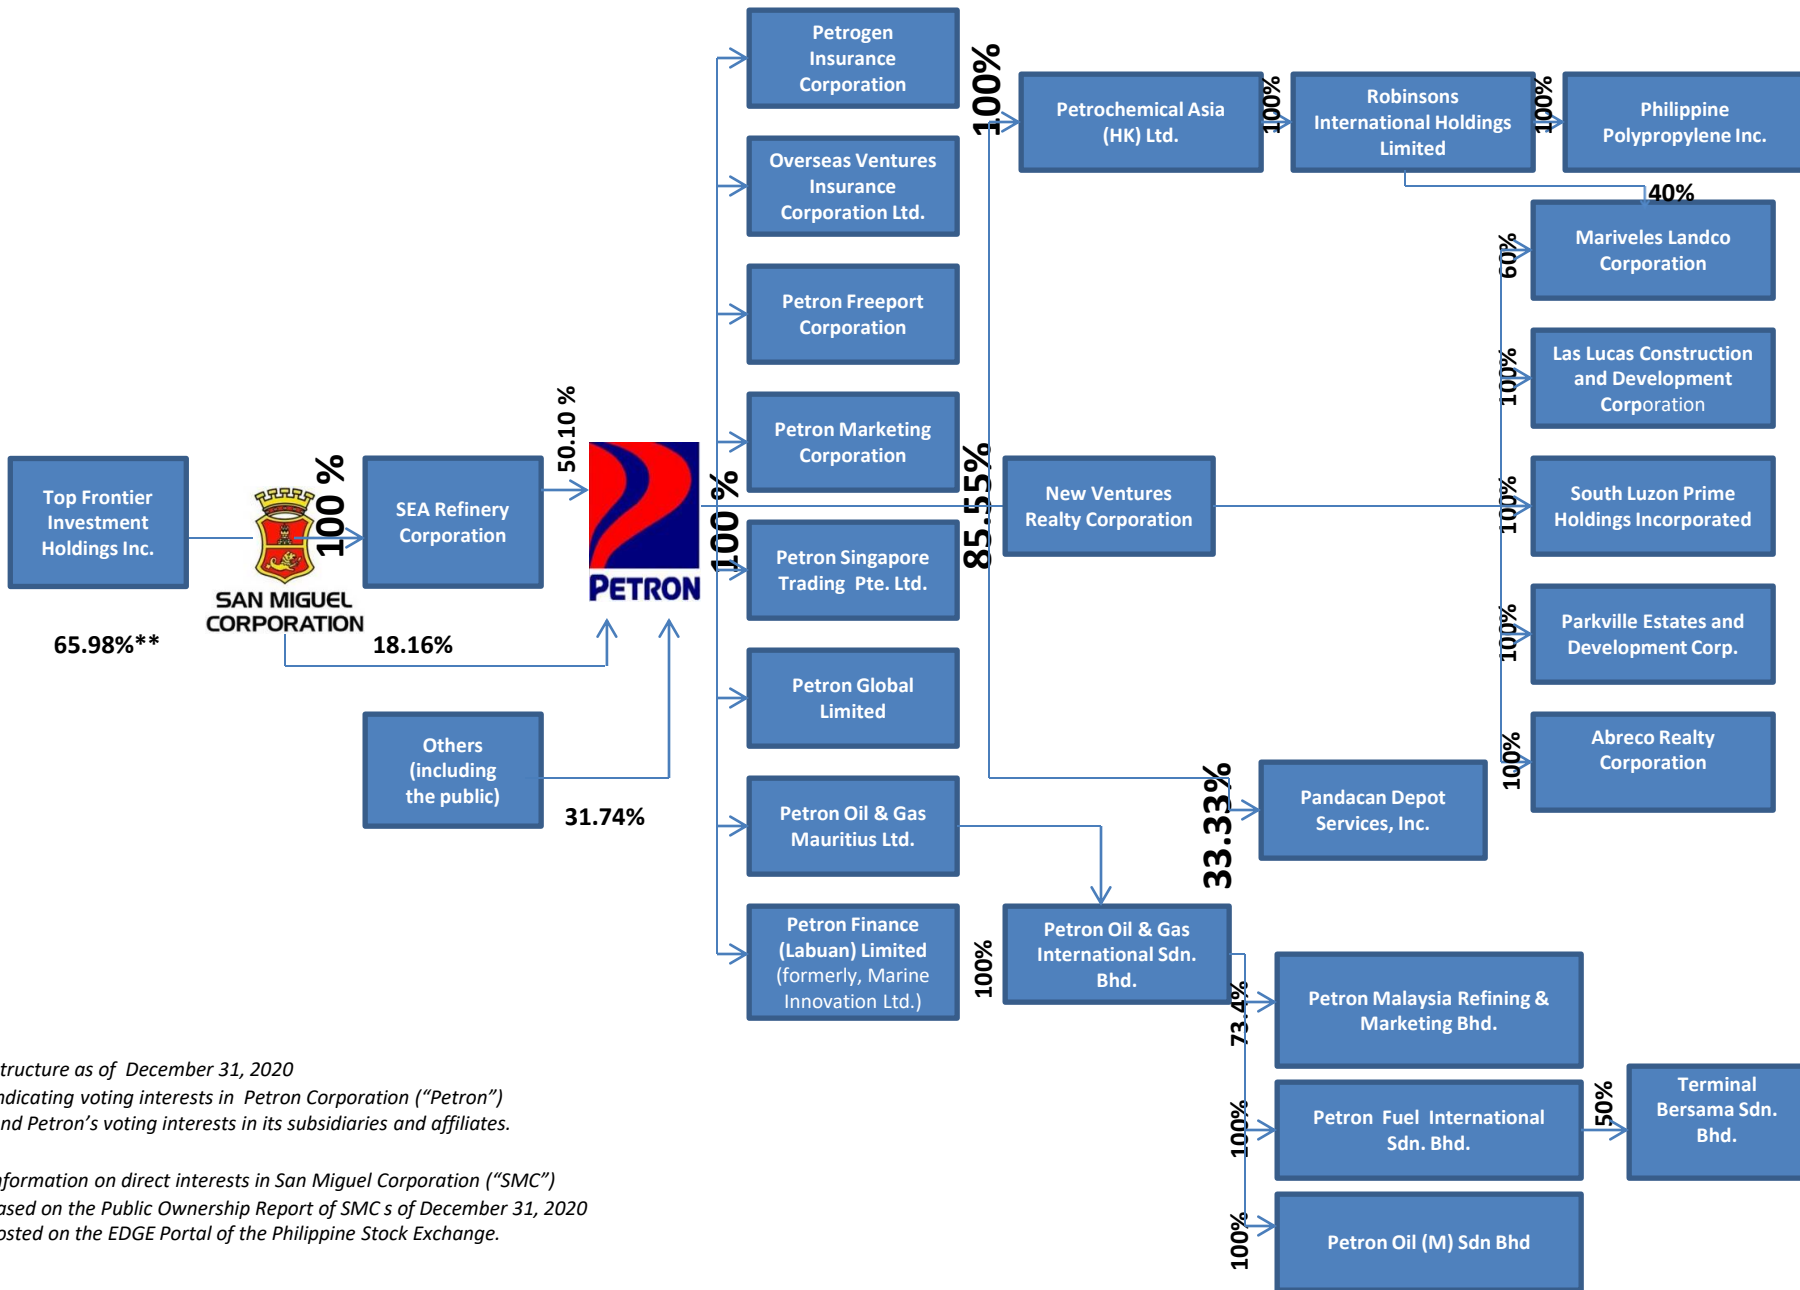 Petrogen
Insurance
Corporation
100%
Petrochemical Asia
(HK) Ltd.
100%
Robinsons
International Holdings
Limited
100%
Philippine
Polypropylene Inc.
Overseas Ventures
Insurance
Corporation Ltd.
40%
Mariveles Landco
Corporation
60%
Petron Freeport
Corporation
Las Lucas Construction
and Development
Corporation
100%
Petron Marketing
Corporation
50.10 %
Top Frontier
Investment
Holdings Inc.
100 %
SAN MIGUEL
CORPORATION
SEA Refinery
Corporation
PETRON
100 %
85.55%
New Ventures
Realty Corporation
100%
South Luzon Prime
Holdings Incorporated
Petron Singapore
Trading  Pte. Ltd.
65.98%**
18.16%
100%
Parkville Estates and
Development Corp.
Petron Global
Limited
Others
(including
the public)
31.74%
100%
Abreco Realty
Corporation
Petron Oil & Gas
Mauritius Ltd.
33.33%
Pandacan Depot
Services, Inc.
Petron Finance
(Labuan) Limited
(formerly, Marine
Innovation Ltd.)
100%
Petron Oil & Gas
International Sdn.
Bhd.
73.4%
Petron Malaysia Refining &
Marketing Bhd.
100%
Petron  Fuel  International
Sdn. Bhd.
50%
Terminal
Bersama Sdn.
Bhd.
100%
Petron Oil (M) Sdn Bhd
tructure as of  December 31, 2020
ndicating voting interests in  Petron Corporation (“Petron”)
nd Petron’s voting interests in its subsidiaries and affiliates.
nformation on direct interests in San Miguel Corporation (“SMC”)
ased on the Public Ownership Report of SMC s of December 31, 2020
osted on the EDGE Portal of the Philippine Stock Exchange.